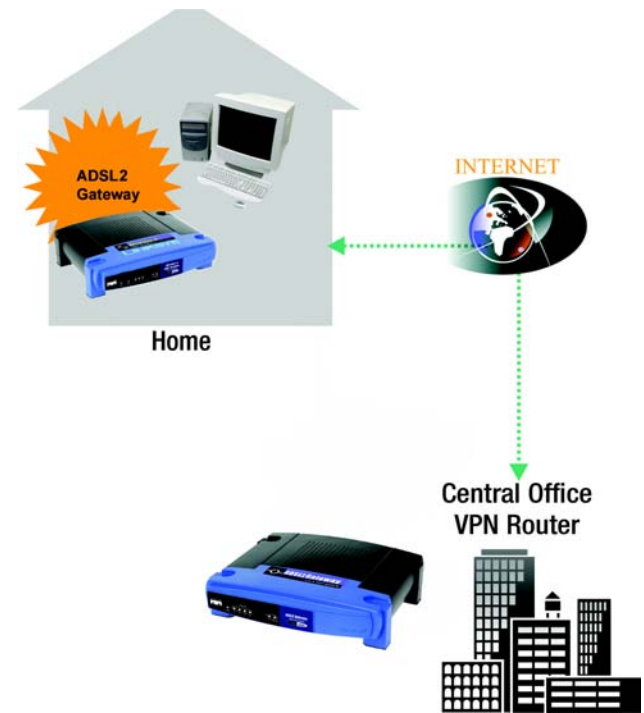 ADSL2
Gateway
INTERNET
Home
Central Office
VPN Router